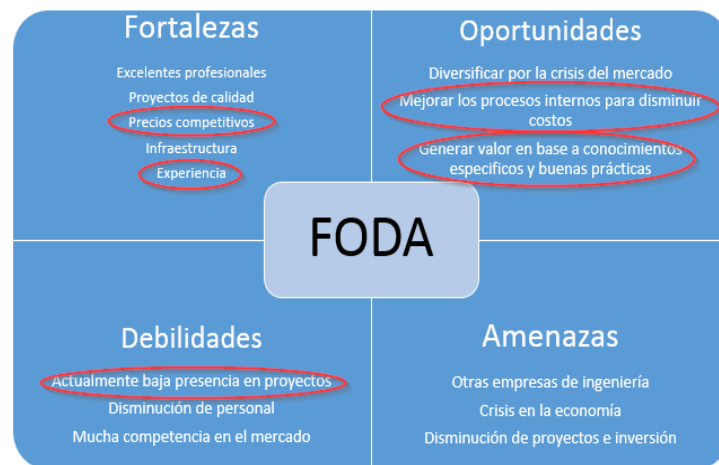 Fortalezas
Excelentes profesionales
Proyectos de calidad
Precios competitivos
Infraestructura
Experiencia
Oportunidades
Diversificar por la crisis del mercado
Mejorar los procesos internos para disminuir
costos
Generar valor en base a conocimientos
especificos y buenas prácticas
FODA
Debilidades
Actualmente baja presencia en proyectos
Disminución de personal
Mucha competencia en el mercado
Amenazas
Otras empresas de ingeniería
Crisis en la economía
Disminución de proyectos e inversión